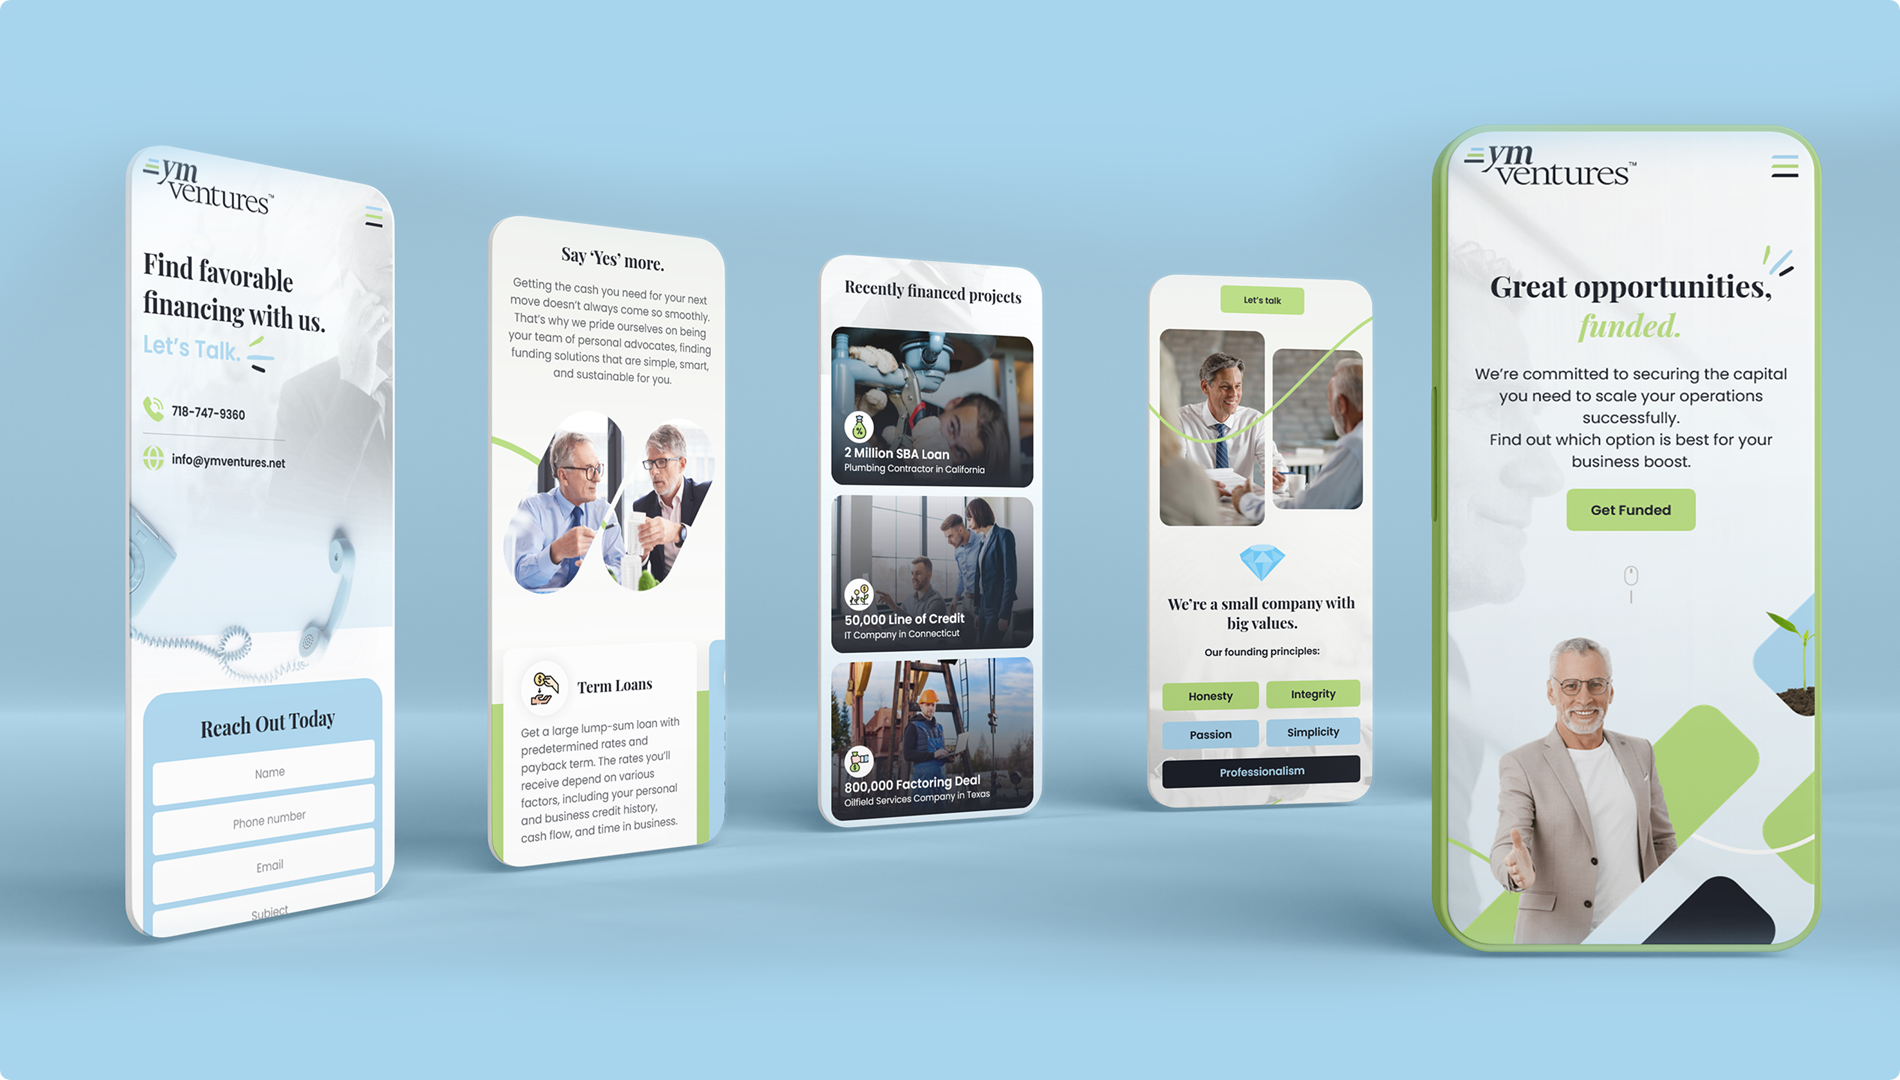 ym
ventures™
Find favorable
financing with us.
Let's Talk.
718-747-9360
info@ymventures.net
Reach Out Today
Name
Phone number
Email
Subject
Say ‘Yes’ more.
Getting the cash you need for your next
move doesn't always come so smoothly.
That's why we pride ourselves on being
your team of personal advocates, finding
funding solutions that are simple, smart,
and sustainable for you.
Term Loans
Get a large lump-sum loan with
predetermined rates and
payback term. The rates you'll
receive depend on various
factors, including your personal
and business credit history,
cash flow, and time in business.
Recently financed projects
2 Million SBA Loan
Plumbing Contractor in California
50,000 Line of Credit
IT Company in Connecticut
800,000 Factoring Deal
Oilfield Services Company in Texas
Let's talk
We're a small company with
big values.
Our founding principles:
Honesty
Integrity
Passion
Simplicity
Professionalism
ym
ventures™
Great opportunities,
funded.
We're committed to securing the capital
you need to scale your operations
successfully.
Find out which option is best for your
business boost.
Get Funded